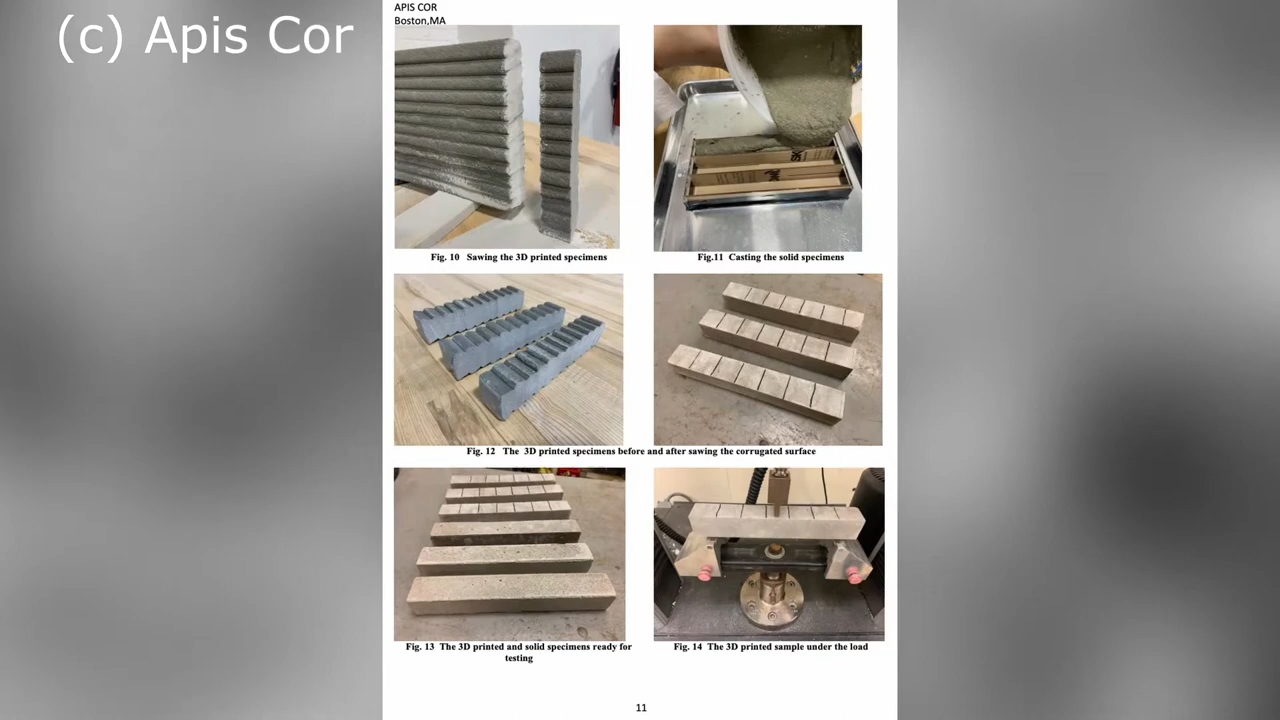 (c) Apis Cor
APIS COR
Boston,MA
Fig. 10 Sawing the 3D printed specimens
Fig.11 Casting the solid specimens
Fig. 12 The 3D printed specimens before and after sawing the corrugated surface
Fig. 13 The 3D printed and solid specimens ready for
testing
Fig. 14 The 3D printed sample under the load
11